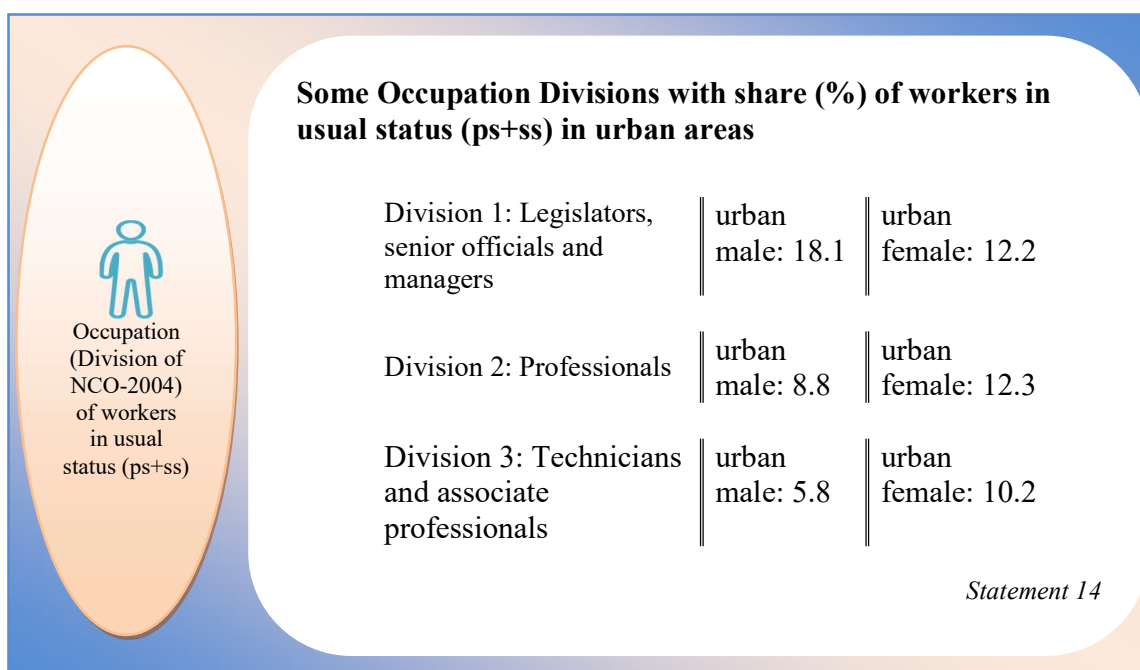 Occupation
(Division of
NCO-2004)
of workers
in usual
status (ps+ss)
Some Occupation Divisions with share (%) of workers in
usual status (ps+ss) in urban areas
Division 1: Legislators,
senior officials and
managers
urban
male: 18.1
urban
female: 12.2
Division 2: Professionals
urban
male: 8.8
urban
female: 12.3
Division 3: Technicians
and associate
professionals
urban
male: 5.8
urban
female: 10.2
Statement 14